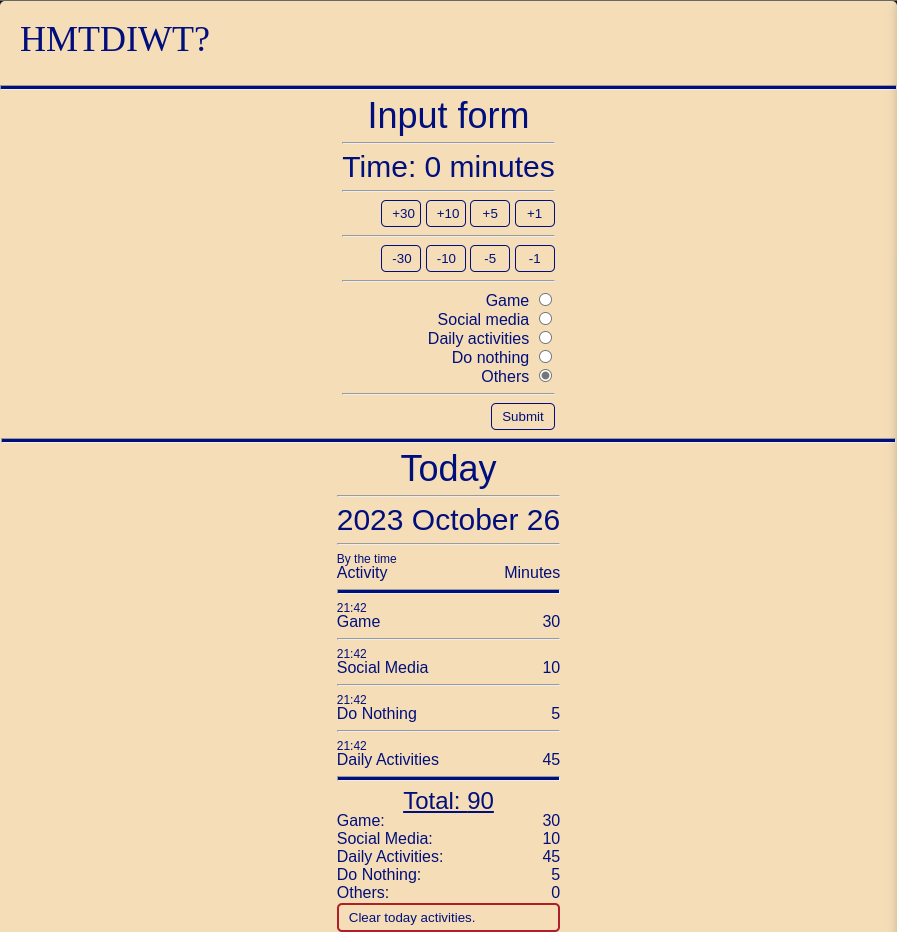 HMTDIWT?
Input form
Time: 0 minutes
+30 +10 +5 +1
-30 -10 -5 -1
Game
Social media
Daily activities
Do nothing
Others
Submit
Today
2023 October 26
By the time
Activity Minutes
21:42
Game 30
21:42
Social Media 10
21:42
Do Nothing 5
21:42
Daily Activities 45
Total: 90
Game: 30
Social Media: 10
Daily Activities: 45
Do Nothing: 5
Others: 0
Clear today activities.